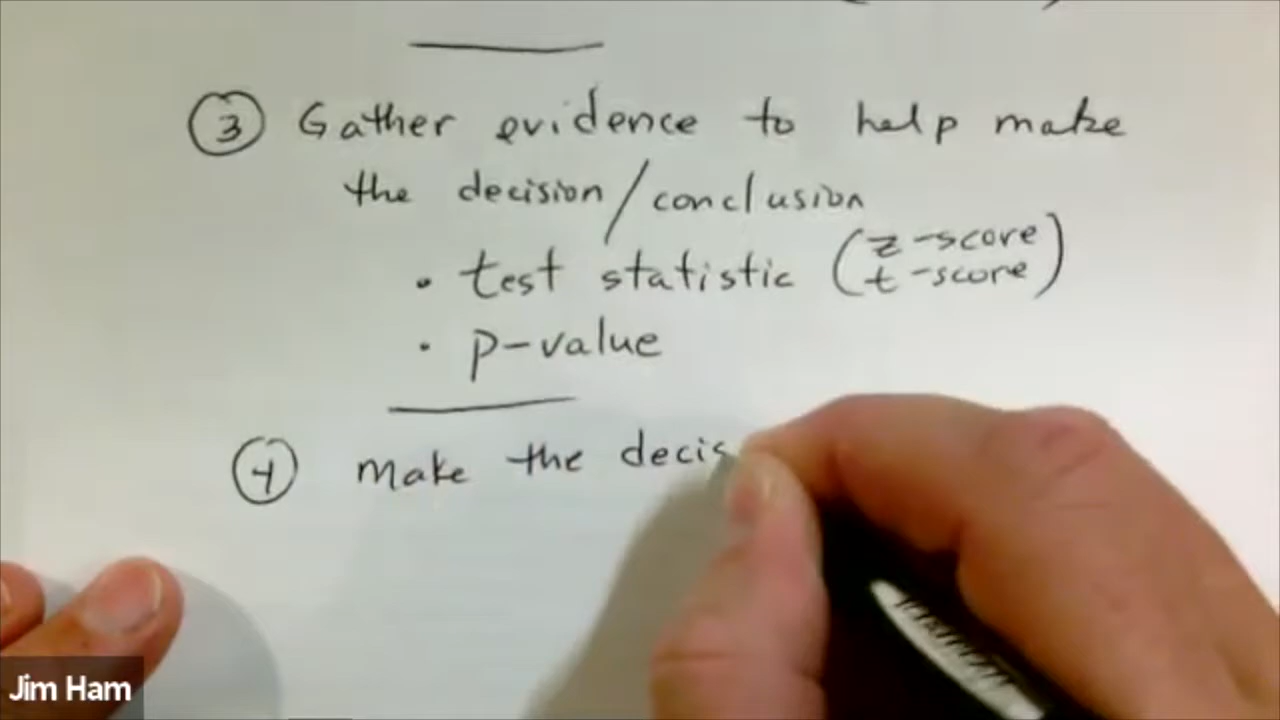 ③ Gather evidence to help make
the decision/conclusion
• test statistic (z-score
t-score)
• p-value
④ Make the decis
Jim Ham